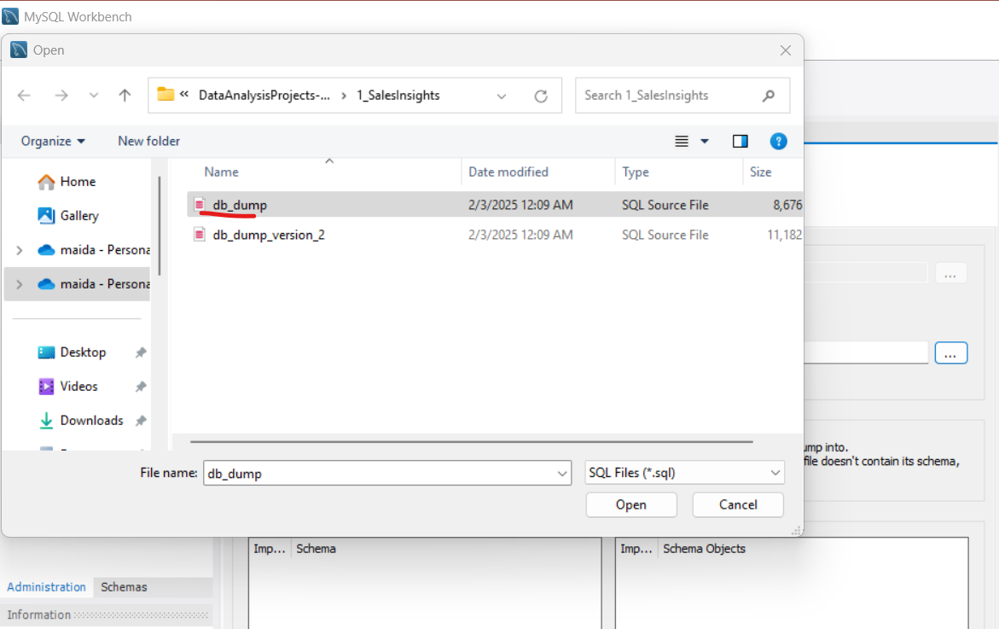 MySQL Workbench
Open
« DataAnalysisProjects-... › 1_SalesInsights
Search 1_SalesInsights
Organize
New folder
Name
Date modified
Type
Size
Home
Gallery
maida - Persona
maida - Persona
Desktop
Videos
Downloads
db_dump
2/3/2025 12:09 AM
SQL Source File
8,676
db_dump_version_2
2/3/2025 12:09 AM
SQL Source File
11,182
...
...
ump into.
file doesn't contain its schema,
File name:
db_dump
SQL Files (*.sql)
Open
Cancel
Imp...
Schema
Imp...
Schema Objects
Administration
Schemas
Information